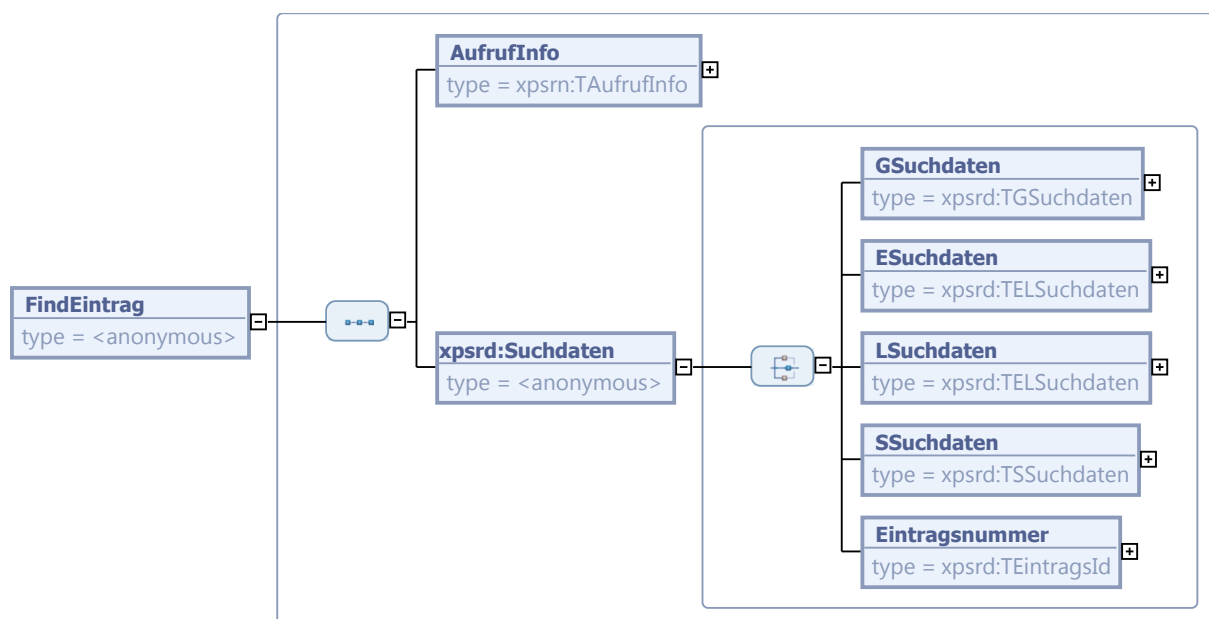 AufrufInfo
type = xpsrn:TAufrufInfo
GSuchdaten
type = xpsrd:TGSuchdaten
ESuchdaten
type = xpsrd:TELSuchdaten
FindEintrag
type = <anonymous>
xpsrd:Suchdaten
type = <anonymous>
LSuchdaten
type = xpsrd:TELSuchdaten
SSuchdaten
type = xpsrd:TSSuchdaten
Eintragsnummer
type = xpsrd:TEintragsId